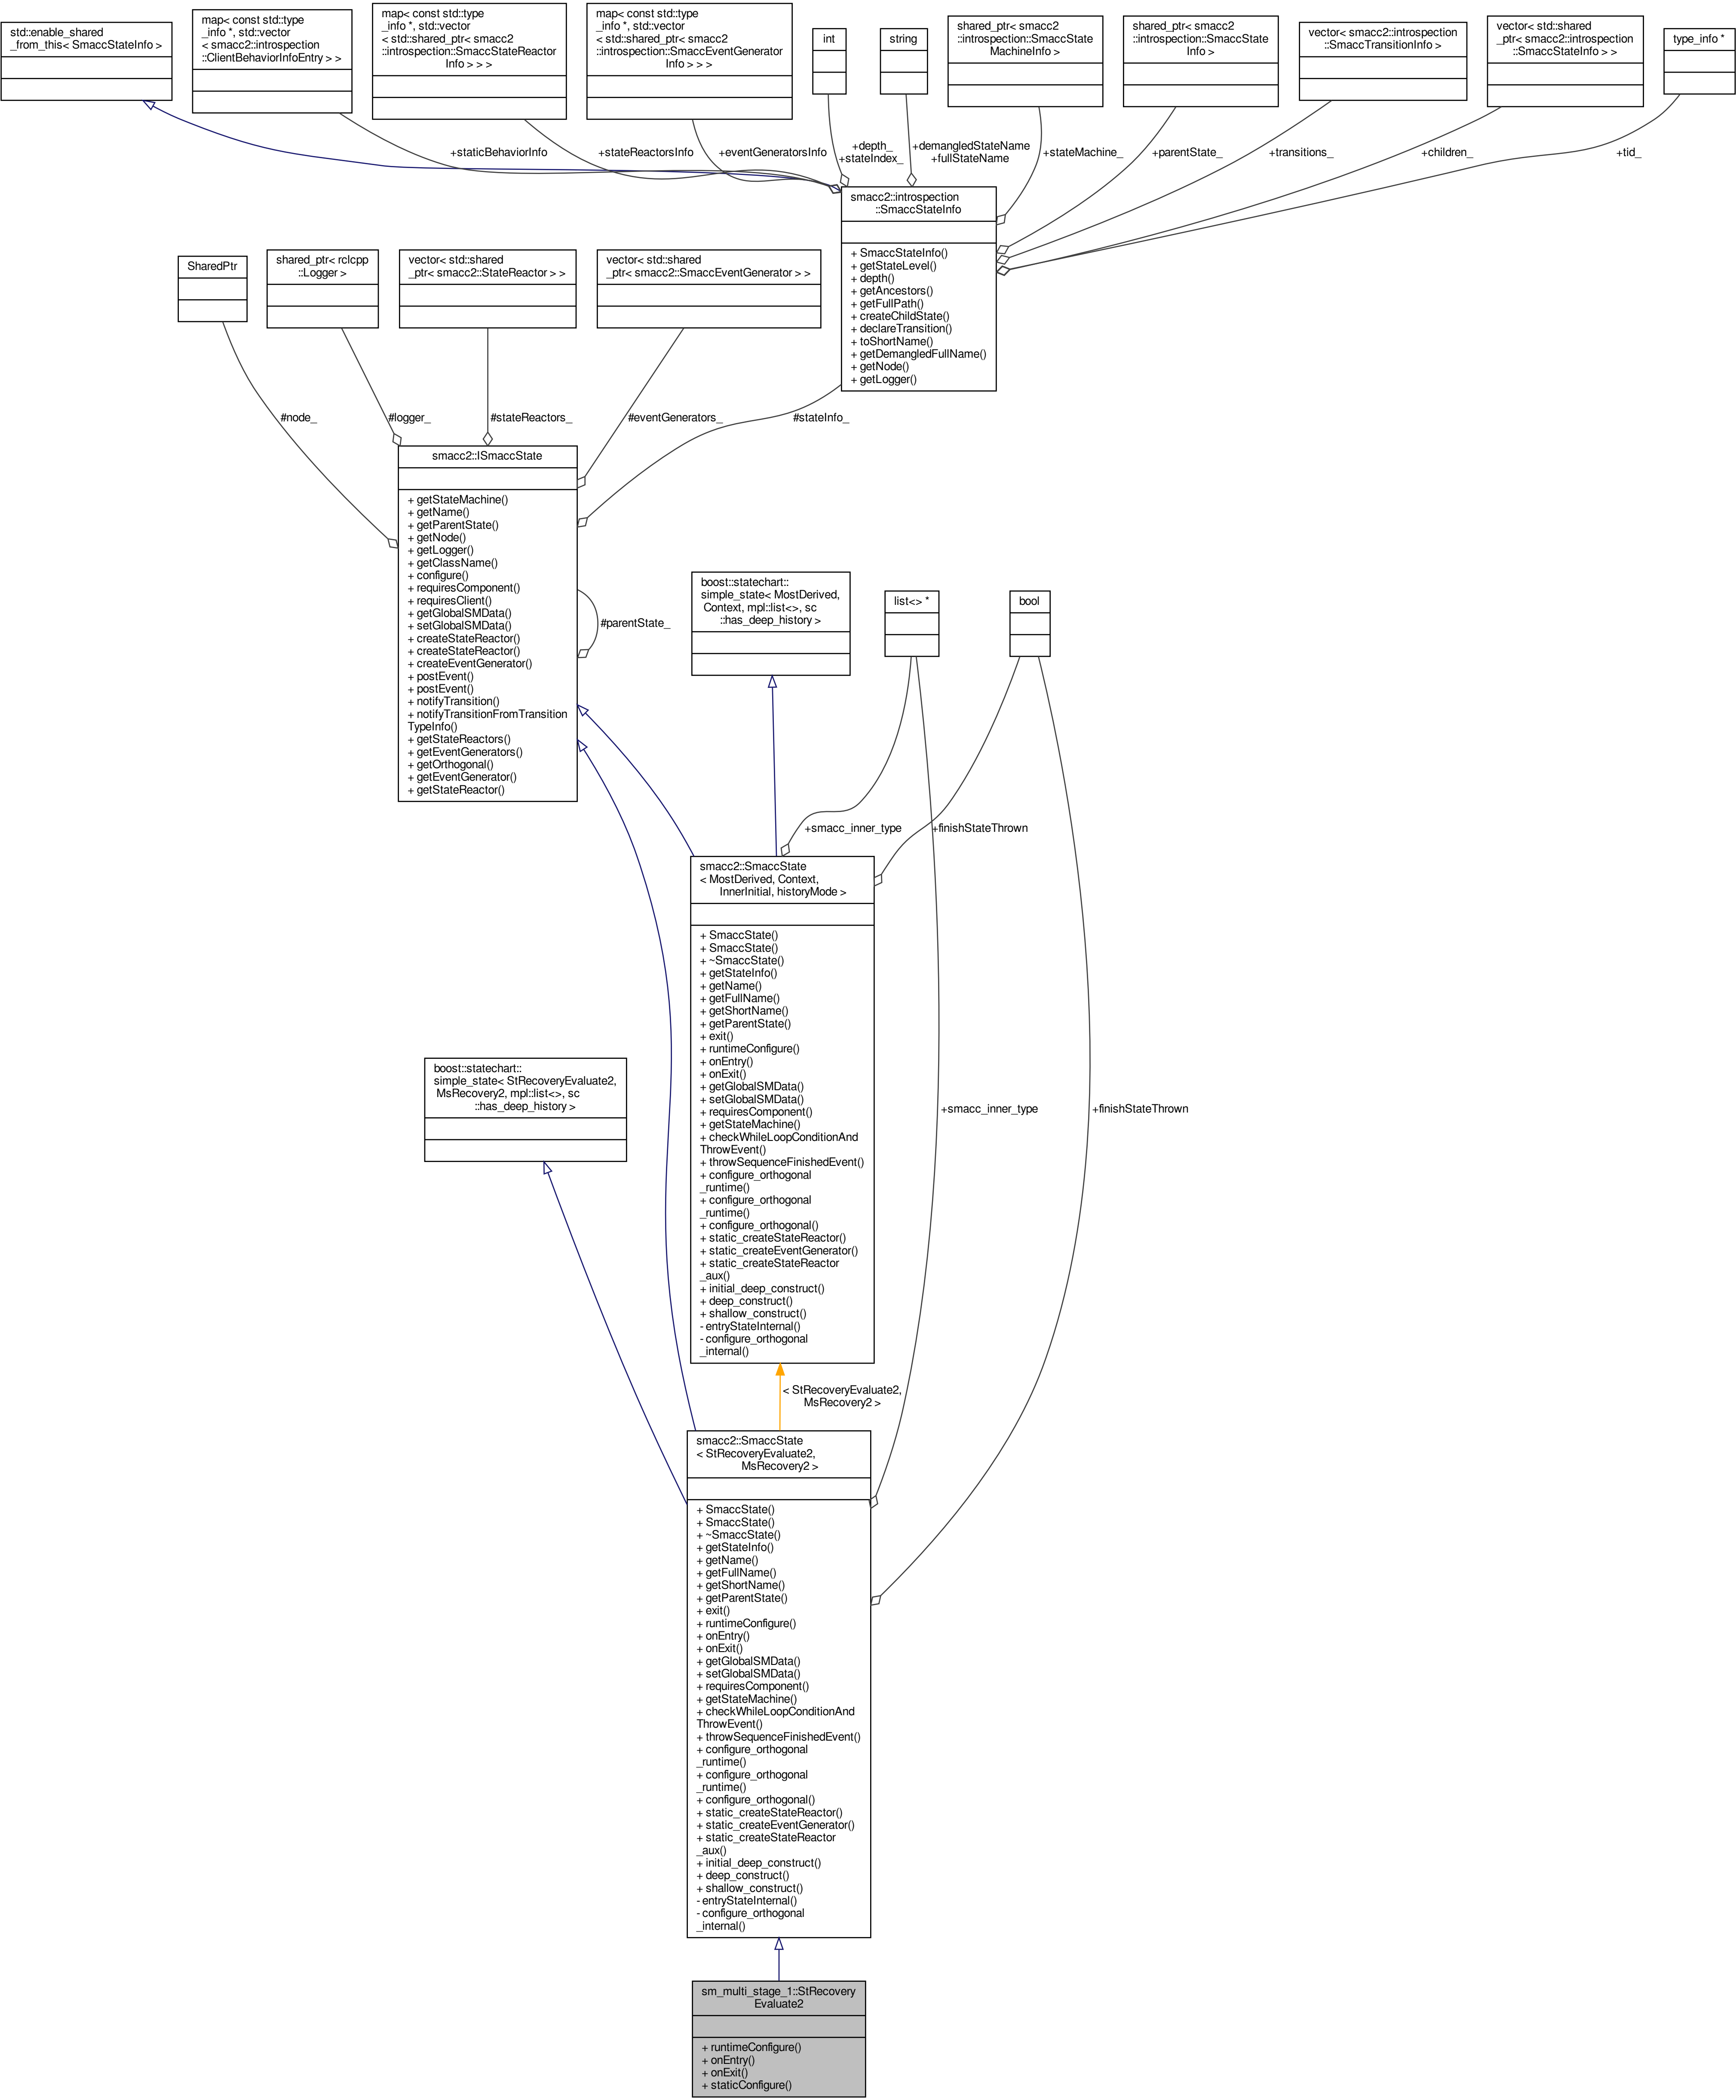 std::enable_shared
_from_this< SmaccStateInfo >
map< const std::type
_info *, std::vector
< smacc2::introspection
::ClientBehaviorInfoEntry > >
map< const std::type
_info *, std::vector
< std::shared_ptr< smacc2
::introspection::SmaccStateReactor
Info > > >
map< const std::type
_info *, std::vector
< std::shared_ptr< smacc2
::introspection::SmaccEventGenerator
Info > > >
int
string
shared_ptr< smacc2
::introspection::SmaccState
MachineInfo >
shared_ptr< smacc2
::introspection::SmaccState
Info >
vector< smacc2::introspection
::SmaccTransitionInfo >
vector< std::shared
_ptr< smacc2::introspection
::SmaccStateInfo > >
type_info *
+staticBehaviorInfo
+stateReactorsInfo
+eventGeneratorsInfo
+depth_
+stateIndex_
+demangledStateName
+fullStateName
+stateMachine_
+parentState_
+transitions_
+children_
+tid_
smacc2::introspection
::SmaccStateInfo
+ SmaccStateInfo()
+ getStateLevel()
+ depth()
+ getAncestors()
+ getFullPath()
+ createChildState()
+ declareTransition()
+ toShortName()
+ getDemangledFullName()
+ getNode()
+ getLogger()
SharedPtr
shared_ptr< rclcpp
::Logger >
vector< std::shared
_ptr< smacc2::StateReactor > >
vector< std::shared
_ptr< smacc2::SmaccEventGenerator > >
#node_
#logger_
#stateReactors_
#eventGenerators_
#stateInfo_
smacc2::ISmaccState
+ getStateMachine()
+ getName()
+ getParentState()
+ getNode()
+ getLogger()
+ getClassName()
+ configure()
+ requiresComponent()
+ requiresClient()
+ getGlobalSMData()
+ setGlobalSMData()
+ createStateReactor()
+ createStateReactor()
+ createEventGenerator()
+ postEvent()
+ postEvent()
+ notifyTransition()
+ notifyTransitionFromTransition
TypeInfo()
+ getStateReactors()
+ getEventGenerators()
+ getOrthogonal()
+ getEventGenerator()
+ getStateReactor()
#parentState_
boost::statechart::
simple_state< MostDerived,
Context, mpl::list<>, sc
::has_deep_history >
list<> *
bool
+smacc_inner_type
+finishStateThrown
smacc2::SmaccState
< MostDerived, Context,
InnerInitial, historyMode >
+ SmaccState()
+ SmaccState()
+ ~SmaccState()
+ getStateInfo()
+ getName()
+ getFullName()
+ getShortName()
+ getParentState()
+ exit()
+ runtimeConfigure()
+ onEntry()
+ onExit()
+ getGlobalSMData()
+ setGlobalSMData()
+ requiresComponent()
+ getStateMachine()
+ checkWhileLoopConditionAnd
ThrowEvent()
+ throwSequenceFinishedEvent()
+ configure_orthogonal
_runtime()
+ configure_orthogonal
_runtime()
+ configure_orthogonal()
+ static_createStateReactor()
+ static_createEventGenerator()
+ static_createStateReactor
_aux()
+ initial_deep_construct()
+ deep_construct()
+ shallow_construct()
- entryStateInternal()
- configure_orthogonal
_internal()
boost::statechart::
simple_state< StRecoveryEvaluate2,
MsRecovery2, mpl::list<>, sc
::has_deep_history >
+smacc_inner_type
+finishStateThrown
< StRecoveryEvaluate2,
MsRecovery2 >
smacc2::SmaccState
< StRecoveryEvaluate2,
MsRecovery2 >
+ SmaccState()
+ SmaccState()
+ ~SmaccState()
+ getStateInfo()
+ getName()
+ getFullName()
+ getShortName()
+ getParentState()
+ exit()
+ runtimeConfigure()
+ onEntry()
+ onExit()
+ getGlobalSMData()
+ setGlobalSMData()
+ requiresComponent()
+ getStateMachine()
+ checkWhileLoopConditionAnd
ThrowEvent()
+ throwSequenceFinishedEvent()
+ configure_orthogonal
_runtime()
+ configure_orthogonal
_runtime()
+ configure_orthogonal()
+ static_createStateReactor()
+ static_createEventGenerator()
+ static_createStateReactor
_aux()
+ initial_deep_construct()
+ deep_construct()
+ shallow_construct()
- entryStateInternal()
- configure_orthogonal
_internal()
sm_multi_stage_1::StRecovery
Evaluate2
+ runtimeConfigure()
+ onEntry()
+ onExit()
+ staticConfigure()